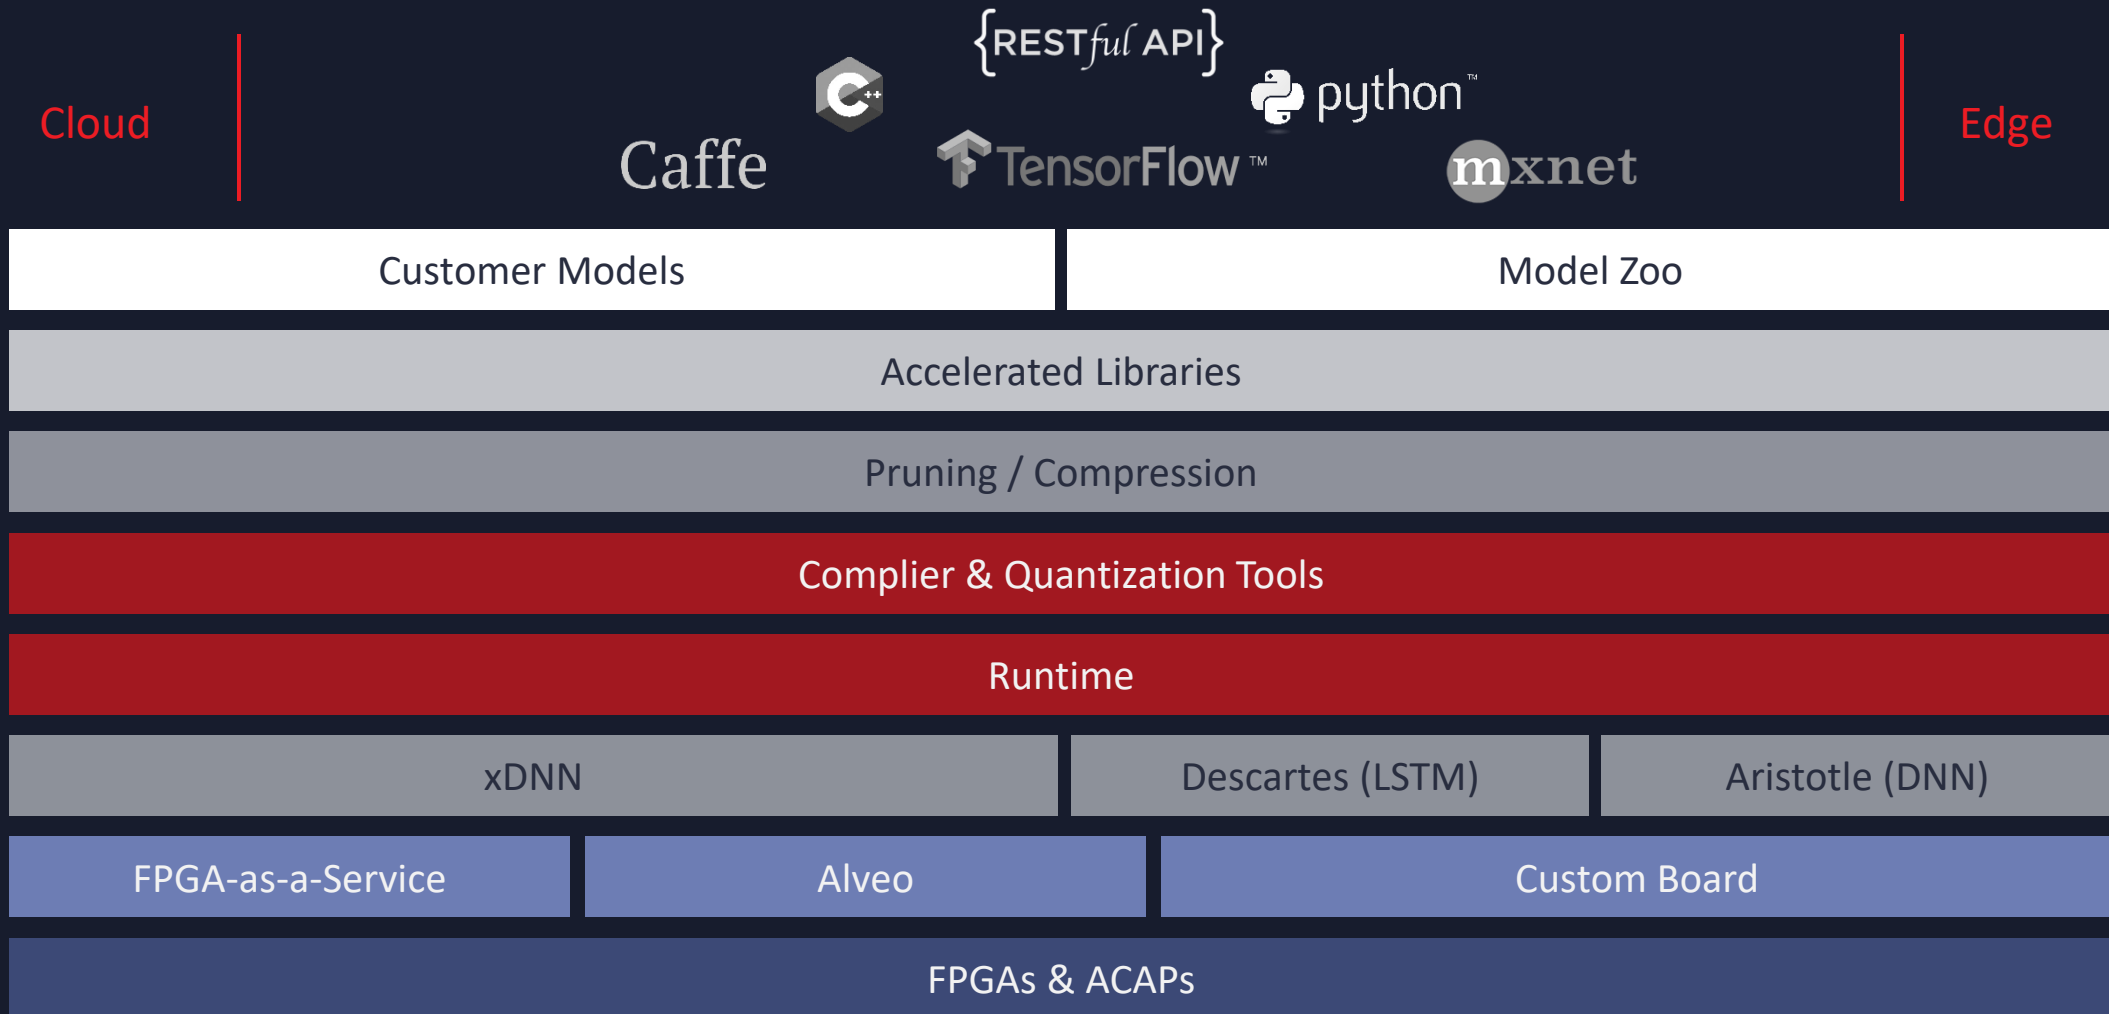 {RESTful API}
C++
python™
Cloud
Edge
Caffe
TensorFlow™
mxnet
Customer Models
Model Zoo
Accelerated Libraries
Pruning / Compression
Complier & Quantization Tools
Runtime
xDNN
Descartes (LSTM)
Aristotle (DNN)
FPGA-as-a-Service
Alveo
Custom Board
FPGAs & ACAPs